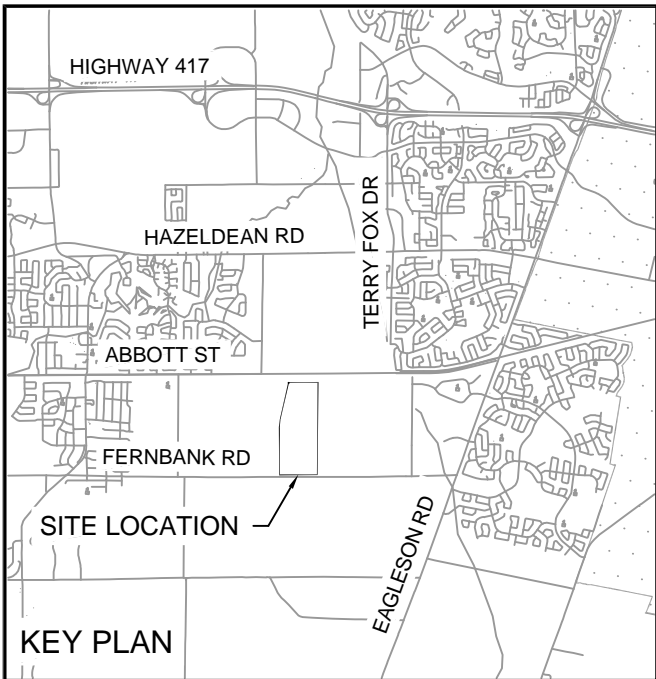 HIGHWAY 417
HAZELDEAN RD
TERRY FOX DR
ABBOTT ST
FERNBANK RD
SITE LOCATION
EAGLESON RD
KEY PLAN